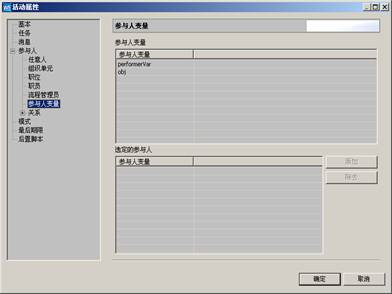 活动属性
基本
任务
消息
参与人
任意人
组织单元
职位
职员
流程管理员
参与人变量
关系
模式
最后期限
后置脚本
参与人变量
参与人变量
参与人变量
performerVar
obj
选定的参与人
参与人变量
添加
除去
确定
取消